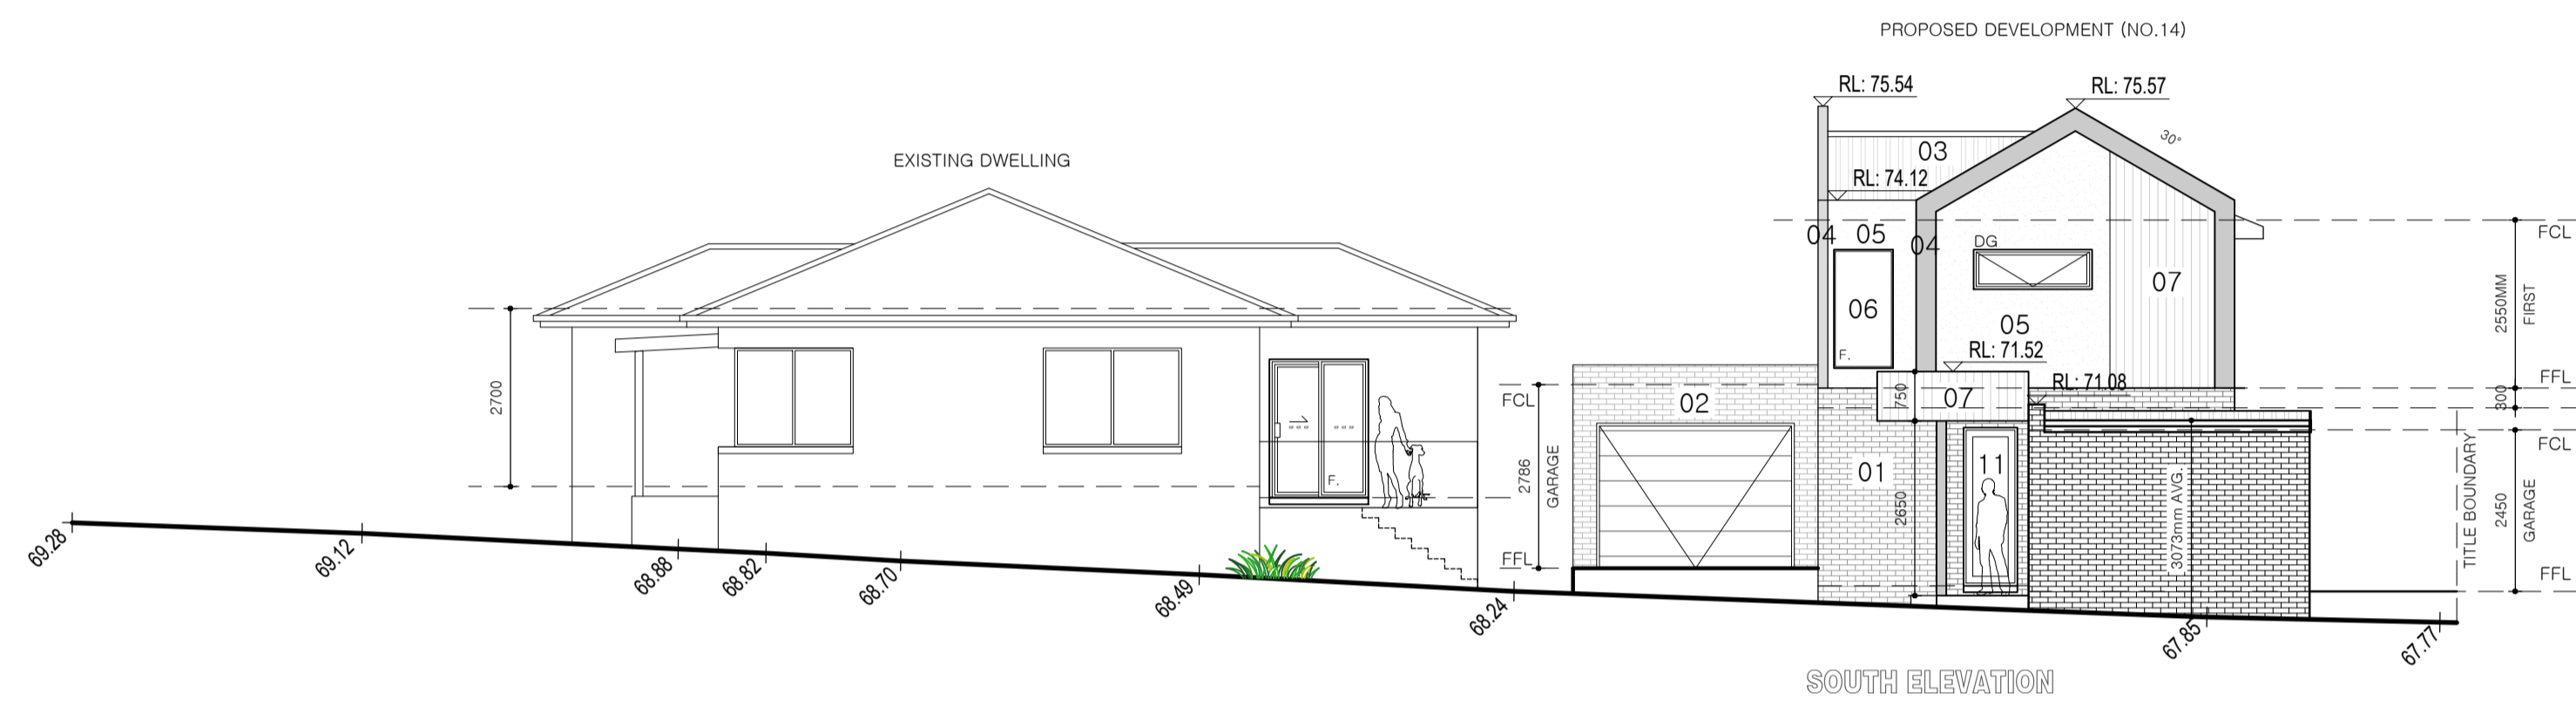 PROPOSED DEVELOPMENT (NO.14)
RL: 75.54
RL: 75.57
30°
EXISTING DWELLING
03
RL: 74.12
04
05
04
DG
FCL
07
06
2550MM
FIRST
05
F.
RL: 71.52
RL: 71.08
FFL
2700
FCL
02
750
07
300
FCL
F.
2786
GARAGE
01
11
2650
3073mm AVG.
TITLE BOUNDARY
2450
GARAGE
FFL
FFL
69.28
69.12
68.88
68.82
68.70
68.49
68.24
67.85
67.77
SOUTH ELEVATION